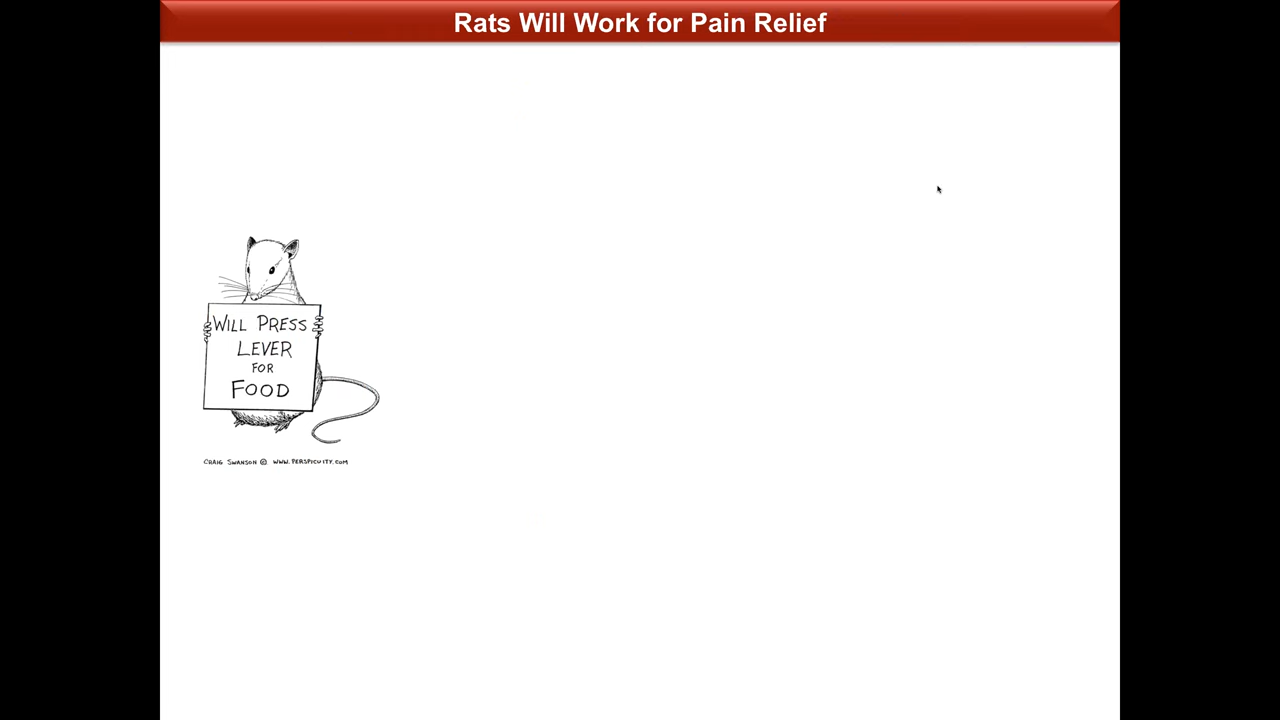 Rats Will Work for Pain Relief
WILL PRESS
LEVER
FOR
FOOD
CRAIG SWANSON © WWW.PERSPICUITY.COM